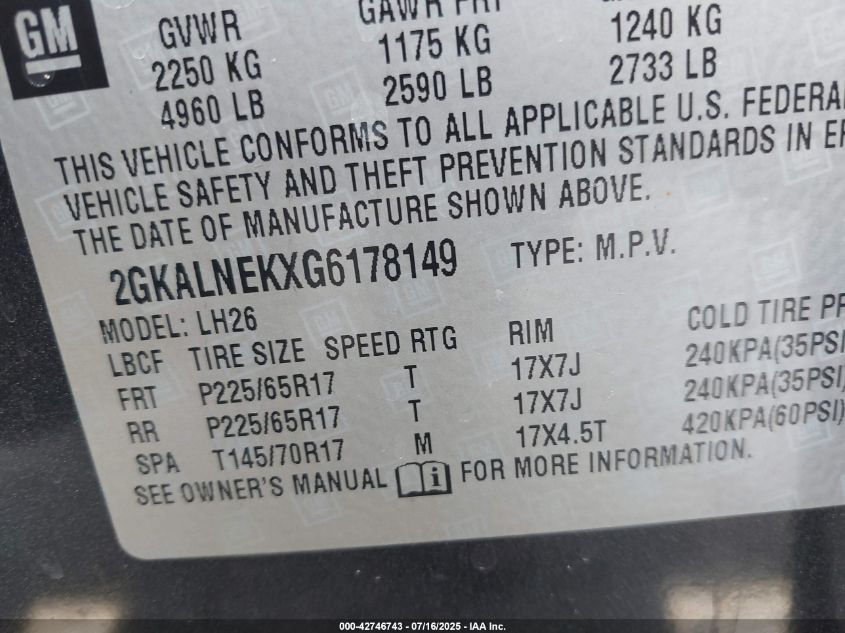 GM
GVWR GAWR FRT
2250 KG 1175 KG 1240 KG
4960 LB 2590 LB 2733 LB
THIS VEHICLE CONFORMS TO ALL APPLICABLE U.S. FEDERAL
VEHICLE SAFETY AND THEFT PREVENTION STANDARDS IN EF
THE DATE OF MANUFACTURE SHOWN ABOVE.
2GKALNEKXG6178149 TYPE: M.P.V.
MODEL: LH26
LBCF TIRE SIZE SPEED RTG RIM COLD TIRE PR
FRT P225/65R17 T 17X7J 240KPA(35PSI
RR P225/65R17 T 17X7J 240KPA(35PSI)
SPA T145/70R17 M 17X4.5T 420KPA(60PSI)
SEE OWNER'S MANUAL FOR MORE INFORMATION.
000-42746743 - 07/16/2025 - IAA Inc.